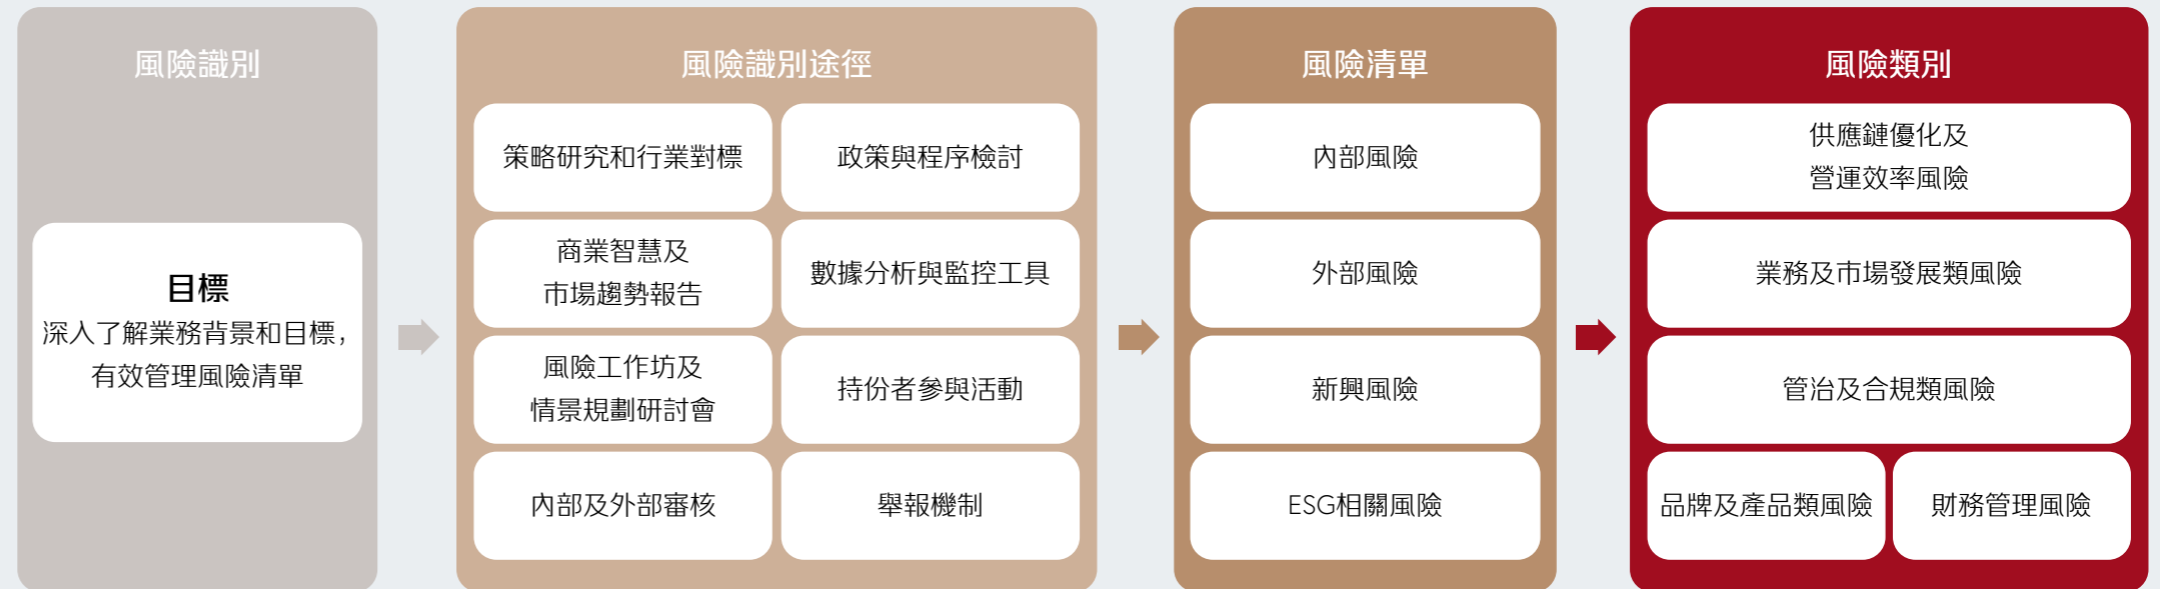 風險識別
目標
深入了解業務背景和目標，
有效管理風險清單
風險識別途徑
策略研究和行業對標
政策與程序檢討
商業智慧及
市場趨勢報告
數據分析與監控工具
風險工作坊及
情景規劃研討會
持份者參與活動
內部及外部審核
舉報機制
風險清單
內部風險
外部風險
新興風險
ESG相關風險
風險類別
供應鏈優化及
營運效率風險
業務及市場發展類風險
管治及合規類風險
品牌及產品類風險
財務管理風險